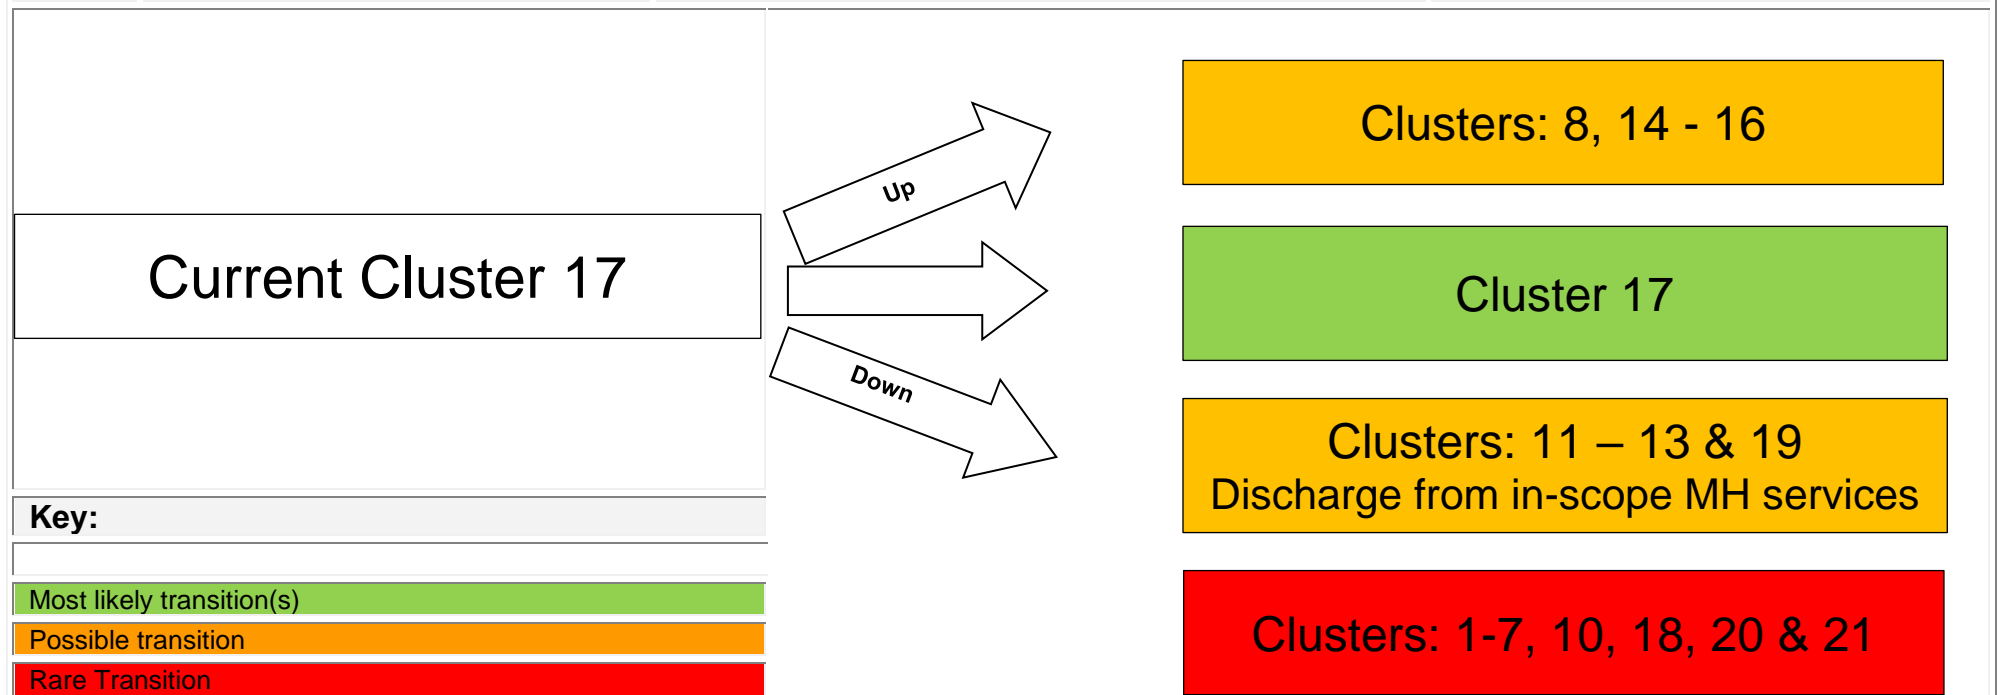 Current Cluster 17
Up
Down
Clusters: 8, 14 - 16
Cluster 17
Clusters: 11 – 13 & 19
Discharge from in-scope MH services
Clusters: 1-7, 10, 18, 20 & 21
Key:
Most likely transition(s)
Possible transition
Rare Transition